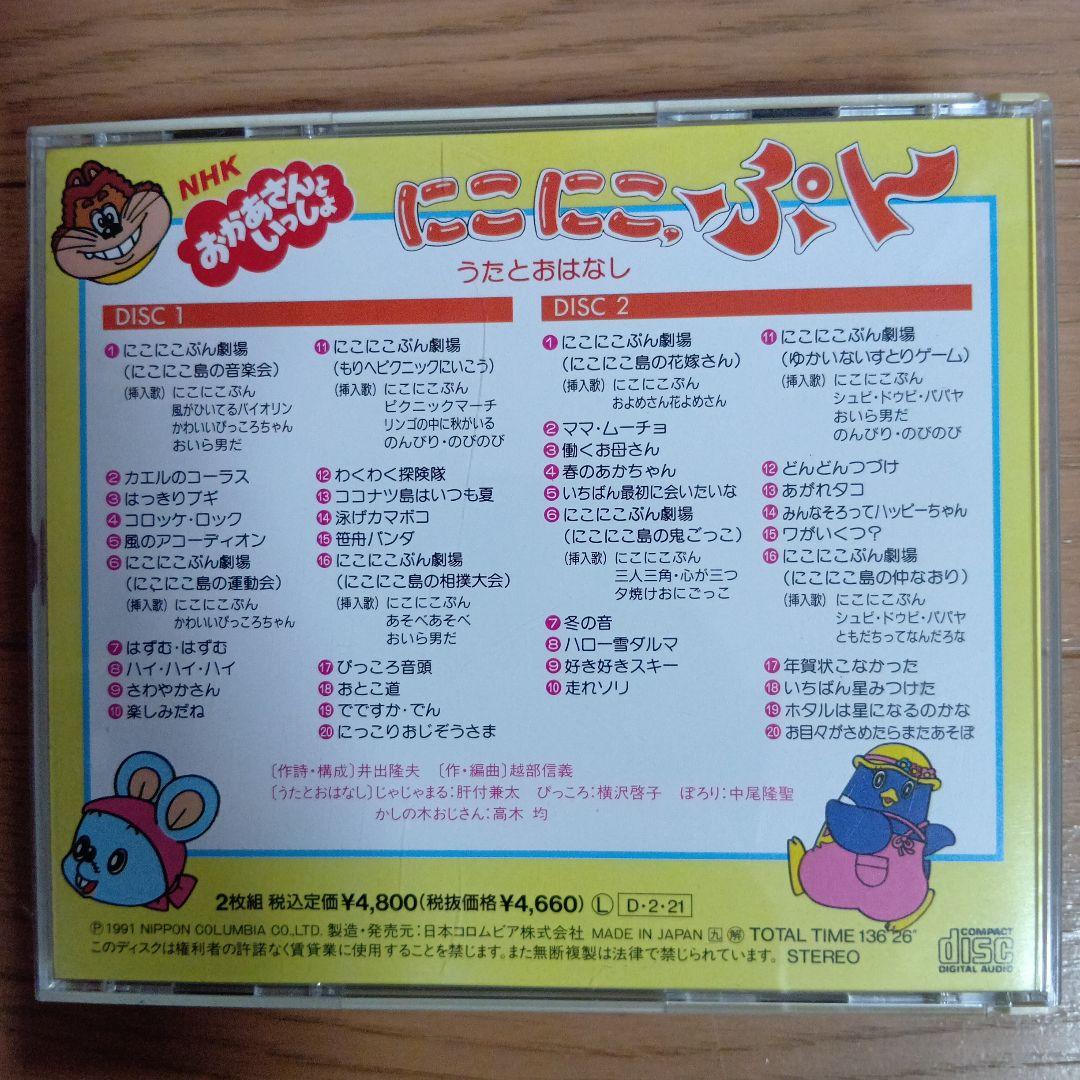 NHK
おかあさんと
いっしょ
にこにこ、ぷん
うたとおはなし
DISC 1
① にこにこぷん劇場
(にこにこ島の音楽会)
(挿入歌) にこにこぷん
風がひいてるバイオリン
かわいいぴっころちゃん
おいら男だ
② カエルのコーラス
③ はっきりブギ
④ コロッケ・ロック
⑤ 風のアコーディオン
⑥ にこにこぷん劇場
(にこにこ島の運動会)
(挿入歌) にこにこぷん
かわいいぴっころちゃん
⑦ はずむ・はずむ
⑧ ハイ・ハイ・ハイ
⑨ さわやかさん
⑩ 楽しみだね
⑪ にこにこぷん劇場
(もりへピクニックにいこう)
(挿入歌) にこにこぷん
ピクニックマーチ
リンゴの中に秋がいる
のんびり・のびのび
⑫ わくわく探険隊
⑬ ココナツ島はいつも夏
⑭ 泳げカマボコ
⑮ 笹舟パンダ
⑯ にこにこぷん劇場
(にこにこ島の相撲大会)
(挿入歌) にこにこぷん
あそべあそべ
おいら男だ
⑰ ぴっころ音頭
⑱ おとこ道
⑲ でですか・でん
⑳ にっこりおじぞうさま
DISC 2
① にこにこぷん劇場
(にこにこ島の花嫁さん)
(挿入歌) にこにこぷん
およめさん花よめさん
② ママ・ムーチョ
③ 働くお母さん
④ 春のあかちゃん
⑤ いちばん最初に会いたいな
⑥ にこにこぷん劇場
(にこにこ島の鬼ごっこ)
(挿入歌) にこにこぷん
三人三角・心が三つ
夕焼けおにごっこ
⑦ 冬の音
⑧ ハロー雪ダルマ
⑨ 好き好きスキー
⑩ 走れソリ
⑪ にこにこぷん劇場
(ゆかいないすとりゲーム)
(挿入歌) にこにこぷん
シュビ・ドゥビ・パパヤ
おいら男だ
のんびり・のびのび
⑫ どんどんつづけ
⑬ あがれタコ
⑭ みんなそろってハッピーちゃん
⑮ ワがいくつ?
⑯ にこにこぷん劇場
(にこにこ島の仲なおり)
(挿入歌) にこにこぷん
シュビ・ドゥビ・パパヤ
ともだちってなんだろな
⑰ 年賀状こなかった
⑱ いちばん星みつけた
⑲ ホタルは星になるのかな
⑳ お目々がさめたらまたあそぼ
〔作詩・構成〕井出隆夫 〔作・編曲〕越部信義
〔うたとおはなし〕じゃじゃまる:肝付兼太 ぴっころ:横沢啓子 ぽろり:中尾隆聖
かしの木おじさん:高木 均
2枚組 税込定価¥4,800(税抜価格¥4,660) Ⓛ D・2・21
Ⓟ 1991 NIPPON COLUMBIA CO.,LTD. 製造・発売元:日本コロムビア株式会社 MADE IN JAPAN 九 解 TOTAL TIME 136'26"
このディスクは権利者の許諾なく賃貸業に使用することを禁じます。また無断複製は法律で禁じられています。 STEREO
COMPACT
disc
DIGITAL AUDIO